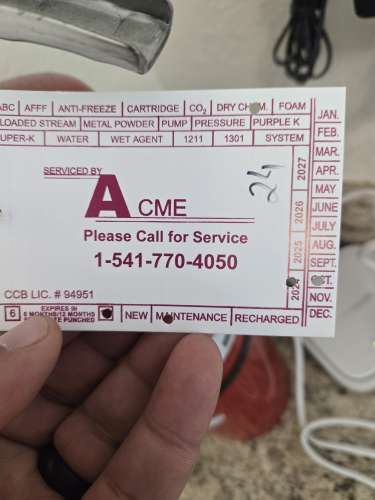 ABC AFFF ANTI-FREEZE CARTRIDGE CO2 DRY CHEM. FOAM
LOADED STREAM METAL POWDER PUMP PRESSURE PURPLE K
SUPER-K WATER WET AGENT 1211 1301 SYSTEM
JAN.
FEB.
MAR.
APR.
MAY
JUNE
JULY
AUG.
SEPT.
OCT.
NOV.
DEC.
2027
2026
2025
2024
24
SERVICED BY
ACME
Please Call for Service
1-541-770-4050
CCB LIC. # 94951
6 EXPIRES IN
6 MONTHS/12 MONTHS
DATE PUNCHED
NEW MAINTENANCE RECHARGED